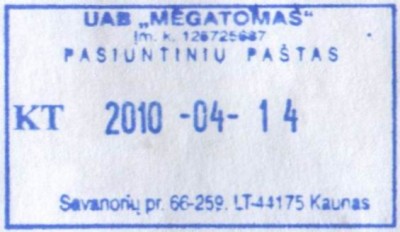 UAB „MEGATOMAS“
Įm. k. 126725687
PASIUNTINIŲ PAŠTAS
KT 2010 -04- 14
Savanorių pr. 66-259, LT-44175 Kaunas